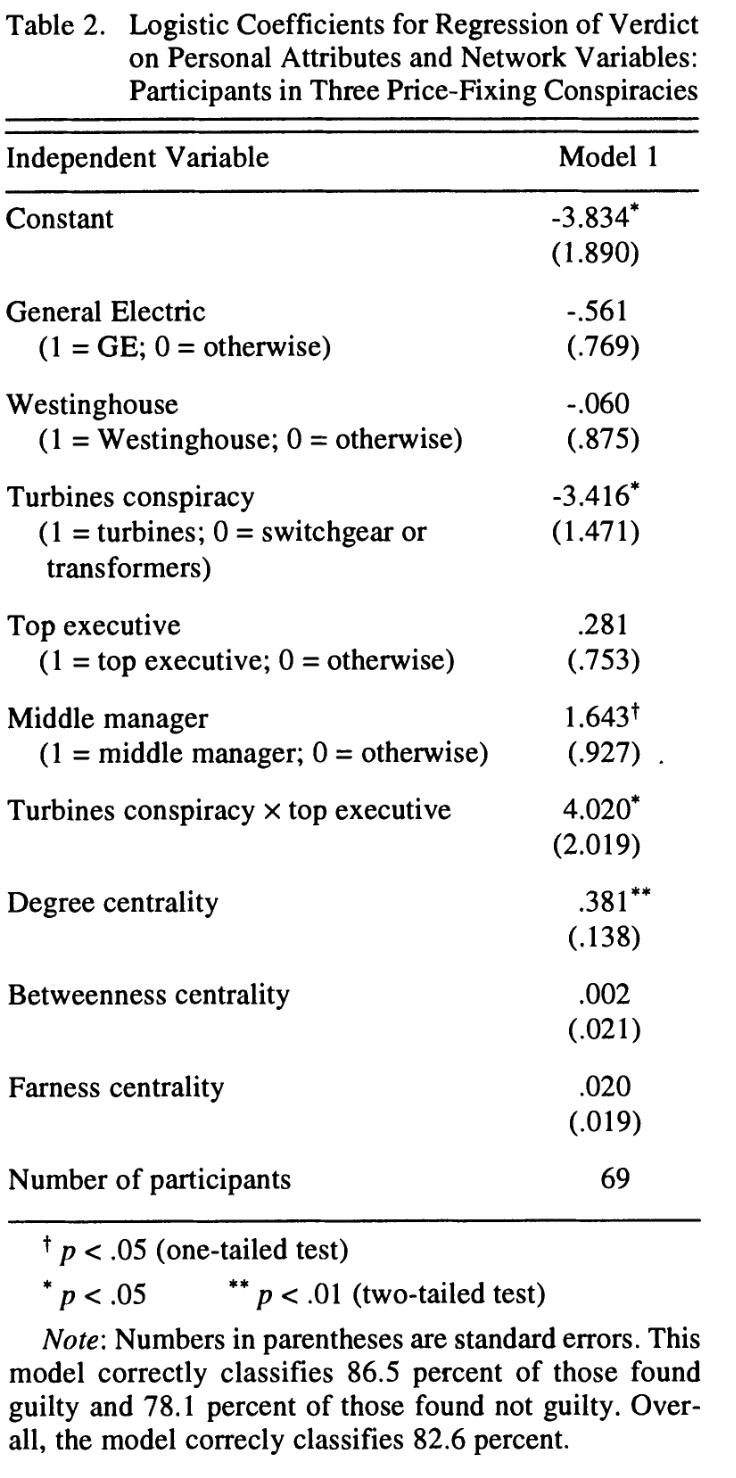 Table 2. Logistic Coefficients for Regression of Verdict
on Personal Attributes and Network Variables:
Participants in Three Price-Fixing Conspiracies
Independent Variable Model 1
Constant -3.834*
(1.890)
General Electric -.561
(1 = GE; 0 = otherwise) (.769)
Westinghouse -.060
(1 = Westinghouse; 0 = otherwise) (.875)
Turbines conspiracy -3.416*
(1 = turbines; 0 = switchgear or (1.471)
transformers)
Top executive .281
(1 = top executive; 0 = otherwise) (.753)
Middle manager 1.643†
(1 = middle manager; 0 = otherwise) (.927) .
Turbines conspiracy × top executive 4.020*
(2.019)
Degree centrality .381**
(.138)
Betweenness centrality .002
(.021)
Farness centrality .020
(.019)
Number of participants 69
† p < .05 (one-tailed test)
* p < .05 ** p < .01 (two-tailed test)
Note: Numbers in parentheses are standard errors. This
model correctly classifies 86.5 percent of those found
guilty and 78.1 percent of those found not guilty. Over-
all, the model correcly classifies 82.6 percent.